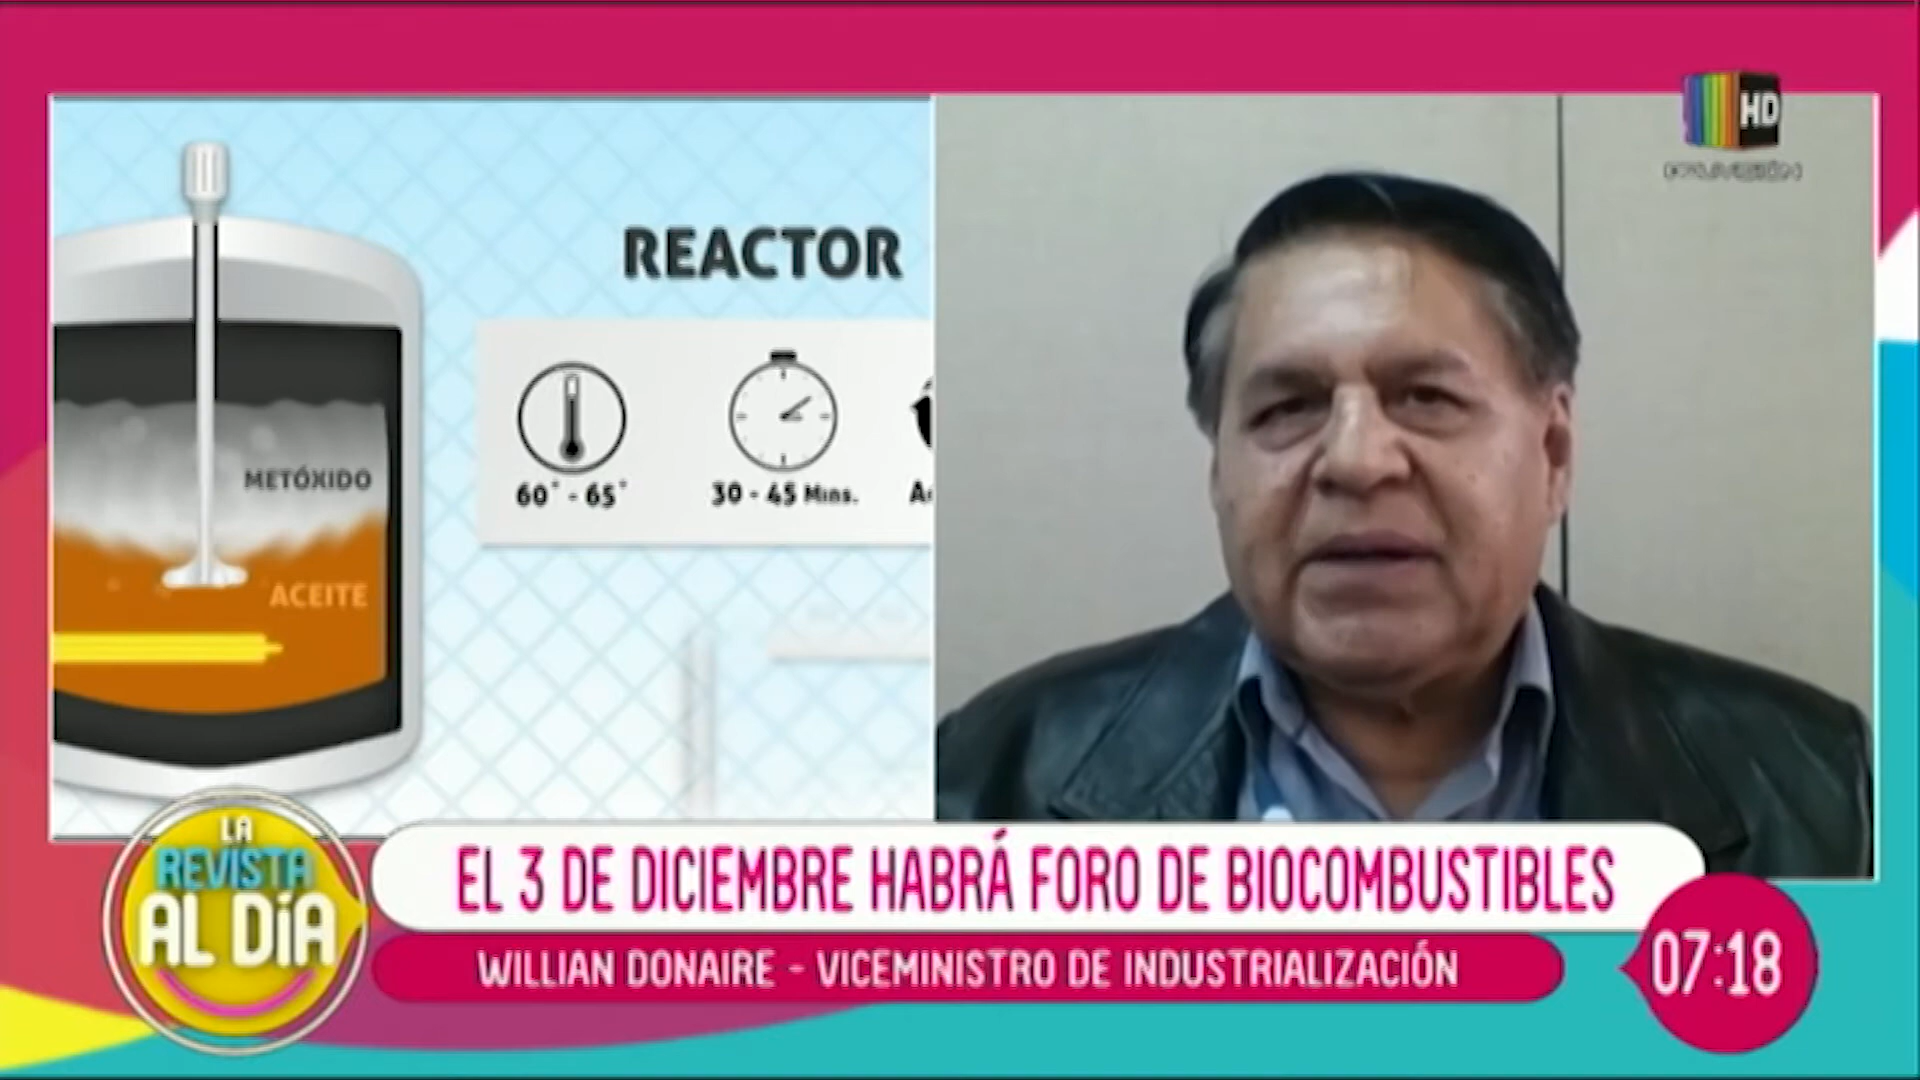 HD
REACTOR
METÓXIDO
60° - 65°
30 - 45 Mins.
ACEITE
LA
REVISTA
AL DÍA
EL 3 DE DICIEMBRE HABRÁ FORO DE BIOCOMBUSTIBLES
WILLIAN DONAIRE - VICEMINISTRO DE INDUSTRIALIZACIÓN
07:18